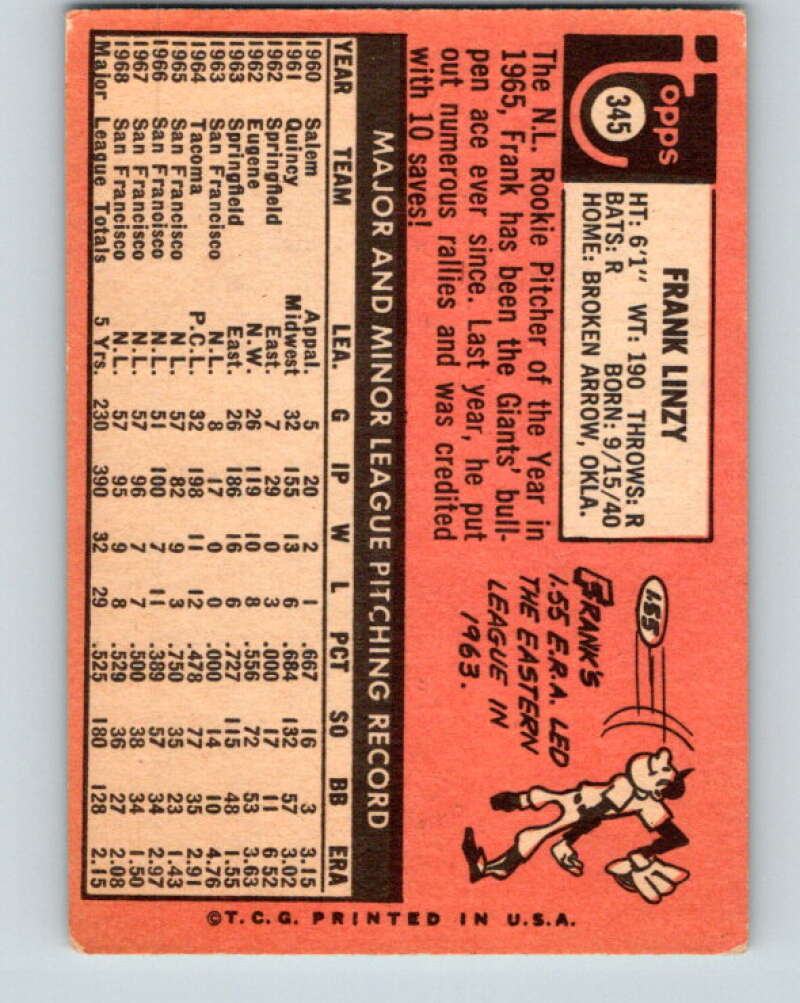 Topps
345
FRANK LINZY
HT: 6'1" WT: 190 THROWS: R
BATS: R BORN: 9/15/40
HOME: BROKEN ARROW, OKLA.
The N.L. Rookie Pitcher of the Year in
1965, Frank has been the Giants' bull-
pen ace ever since. Last year, he put
out numerous rallies and was credited
with 10 saves!
1.55
FRANK'S
1.55 E.R.A. LED
THE EASTERN
LEAGUE IN
1963.
MAJOR AND MINOR LEAGUE PITCHING RECORD
YEAR TEAM LEA. G IP W L PCT SO BB ERA
1960 Salem Appal. 5 20 2 1 .667 16 3 3.15
1961 Quincy Midwest 32 155 13 6 .684 132 57 3.02
1962 Springfield East. 7 29 0 3 .000 17 11 6.52
1962 Eugene N.W. 26 119 10 8 .556 72 53 3.63
1963 Springfield East. 26 186 16 6 .727 115 48 1.55
1963 San Francisco N.L. 8 17 0 0 .000 14 10 4.76
1964 Tacoma P.C.L. 32 198 11 12 .478 77 35 2.91
1965 San Francisco N.L. 57 82 9 3 .750 35 23 1.43
1966 San Francisco N.L. 51 100 7 11 .389 57 34 2.97
1967 San Francisco N.L. 57 96 7 7 .500 38 34 1.50
1968 San Francisco N.L. 57 95 9 8 .529 36 27 2.08
Major League Totals 5 Yrs. 230 390 32 29 .525 180 128 2.15
©T.C.G. PRINTED IN U.S.A.